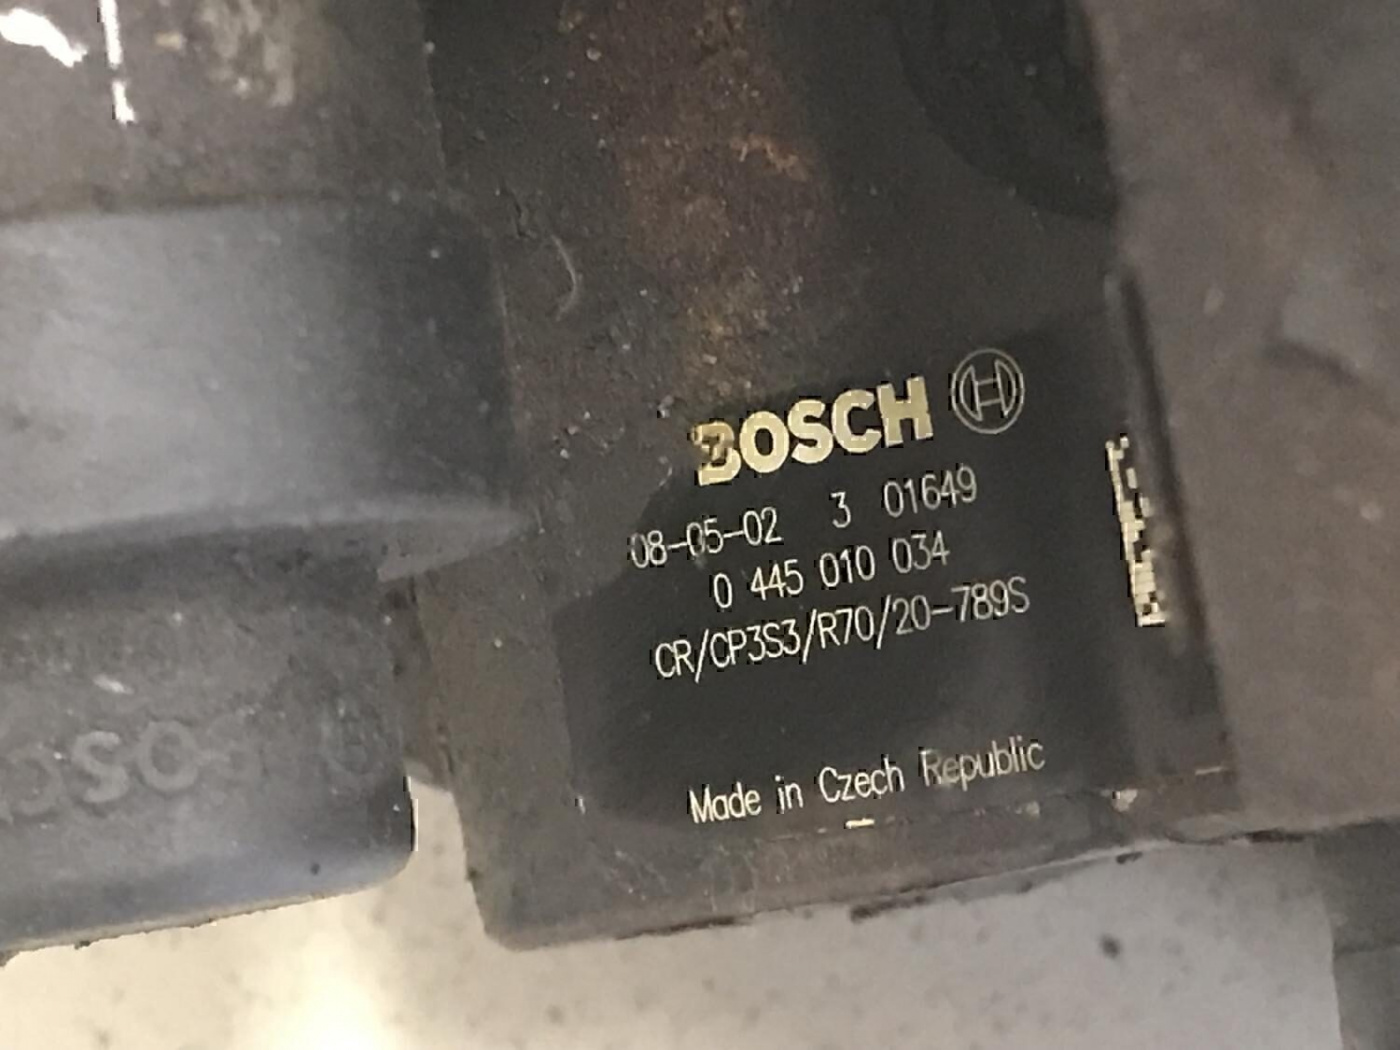 BOSCH
08-05-02 3 01649
0 445 010 034
CR/CP3S3/R70/20-789S
Made in Czech Republic